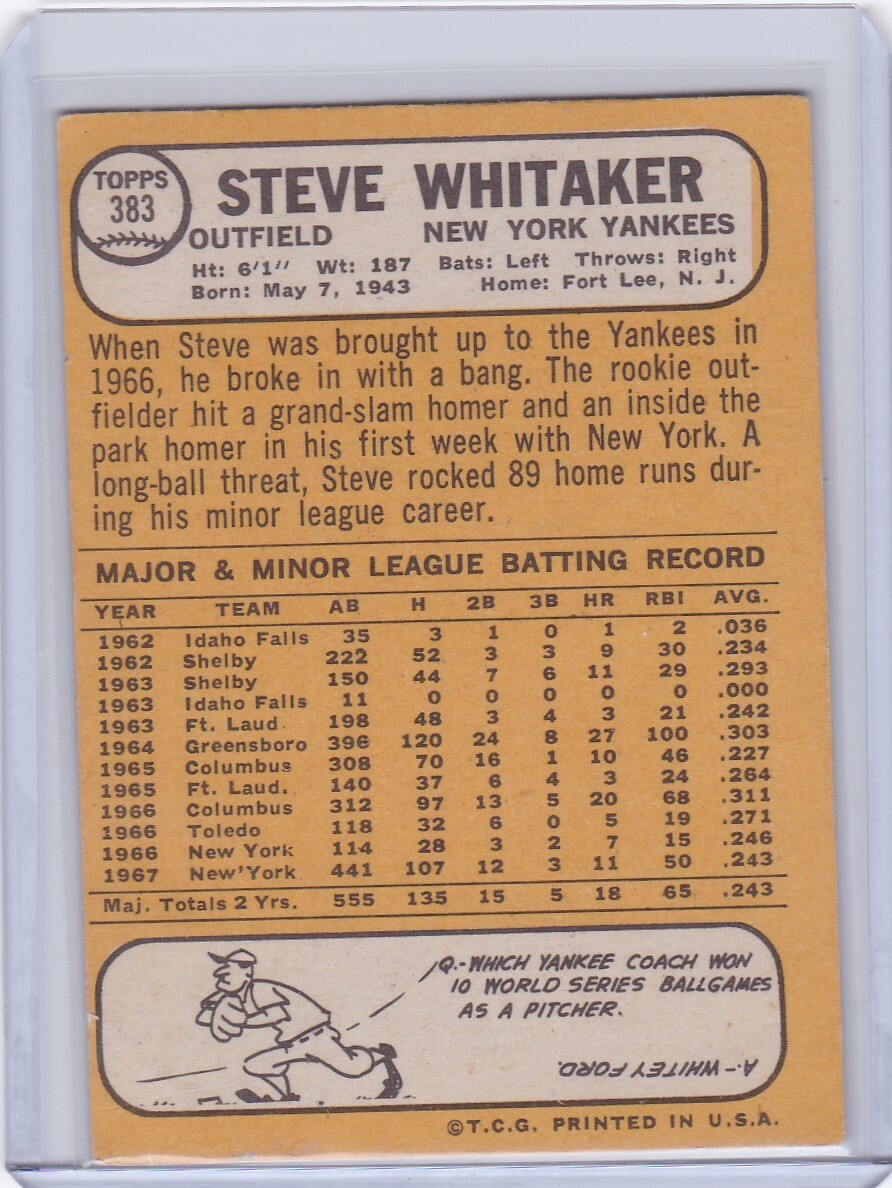 TOPPS
383
STEVE WHITAKER
OUTFIELD NEW YORK YANKEES
Ht: 6'1" Wt: 187 Bats: Left Throws: Right
Born: May 7, 1943 Home: Fort Lee, N. J.
When Steve was brought up to the Yankees in
1966, he broke in with a bang. The rookie out-
fielder hit a grand-slam homer and an inside the
park homer in his first week with New York. A
long-ball threat, Steve rocked 89 home runs dur-
ing his minor league career.
MAJOR & MINOR LEAGUE BATTING RECORD
YEAR TEAM AB H 2B 3B HR RBI AVG.
1962 Idaho Falls 35 3 1 0 1 2 .036
1962 Shelby 222 52 3 3 9 30 .234
1963 Shelby 150 44 7 6 11 29 .293
1963 Idaho Falls 11 0 0 0 0 0 .000
1963 Ft. Laud. 198 48 3 4 3 21 .242
1964 Greensboro 396 120 24 8 27 100 .303
1965 Columbus 308 70 16 1 10 46 .227
1965 Ft. Laud. 140 37 6 4 3 24 .264
1966 Columbus 312 97 13 5 20 68 .311
1966 Toledo 118 32 6 0 5 19 .271
1966 New York 114 28 3 2 7 15 .246
1967 New'York 441 107 12 3 11 50 .243
Maj. Totals 2 Yrs. 555 135 15 5 18 65 .243
Q.-WHICH YANKEE COACH WON
10 WORLD SERIES BALLGAMES
AS A PITCHER.
A.-WHITEY FORD.
©T.C.G. PRINTED IN U.S.A.